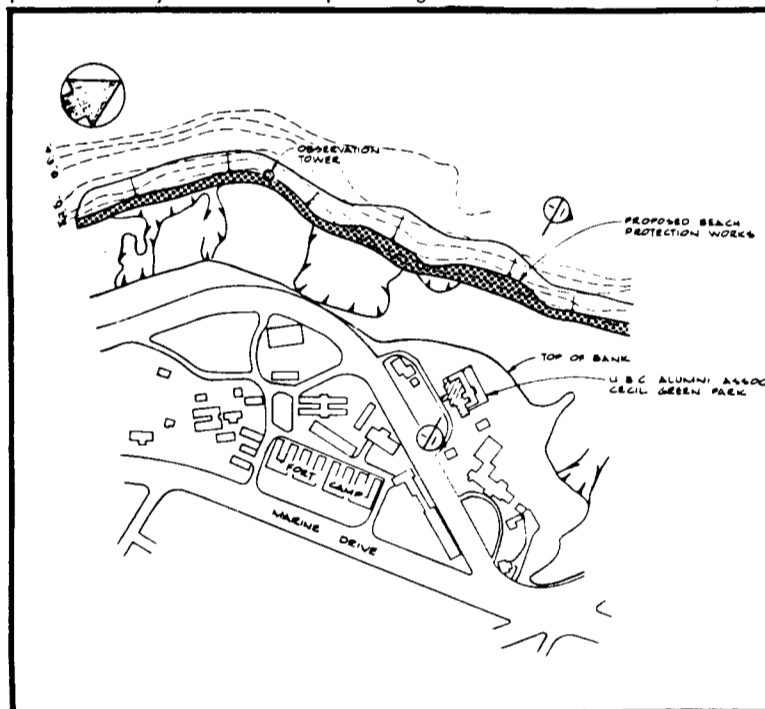 OBSERVATION
TOWER
PROPOSED BEACH
PROTECTION WORKS
TOP OF BANK
U B C ALUMNI ASSOC
CECIL GREEN PARK
FORT CAMP
MARINE DRIVE